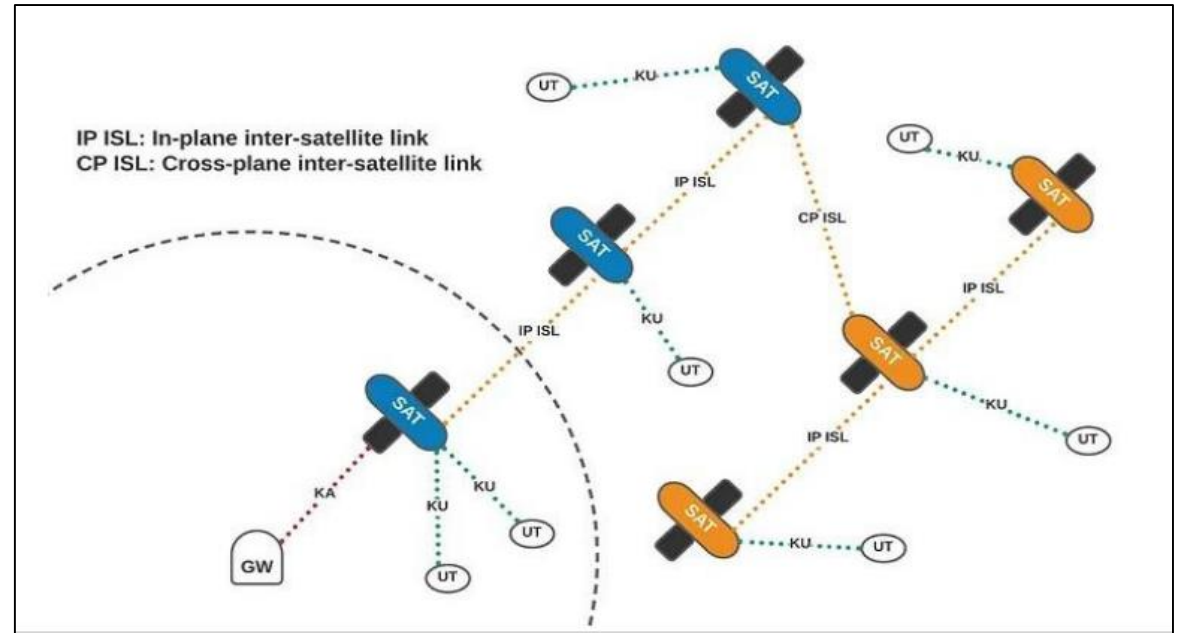 SAT
UT
KU
UT
KU
IP ISL: In-plane inter-satellite link
CP ISL: Cross-plane inter-satellite link
IP ISL
SAT
CP ISL
SAT
IP ISL
KU
IP ISL
SAT
UT
SAT
KU
UT
IP ISL
KU
KA
KU
SAT
UT
KU
UT
GW
UT